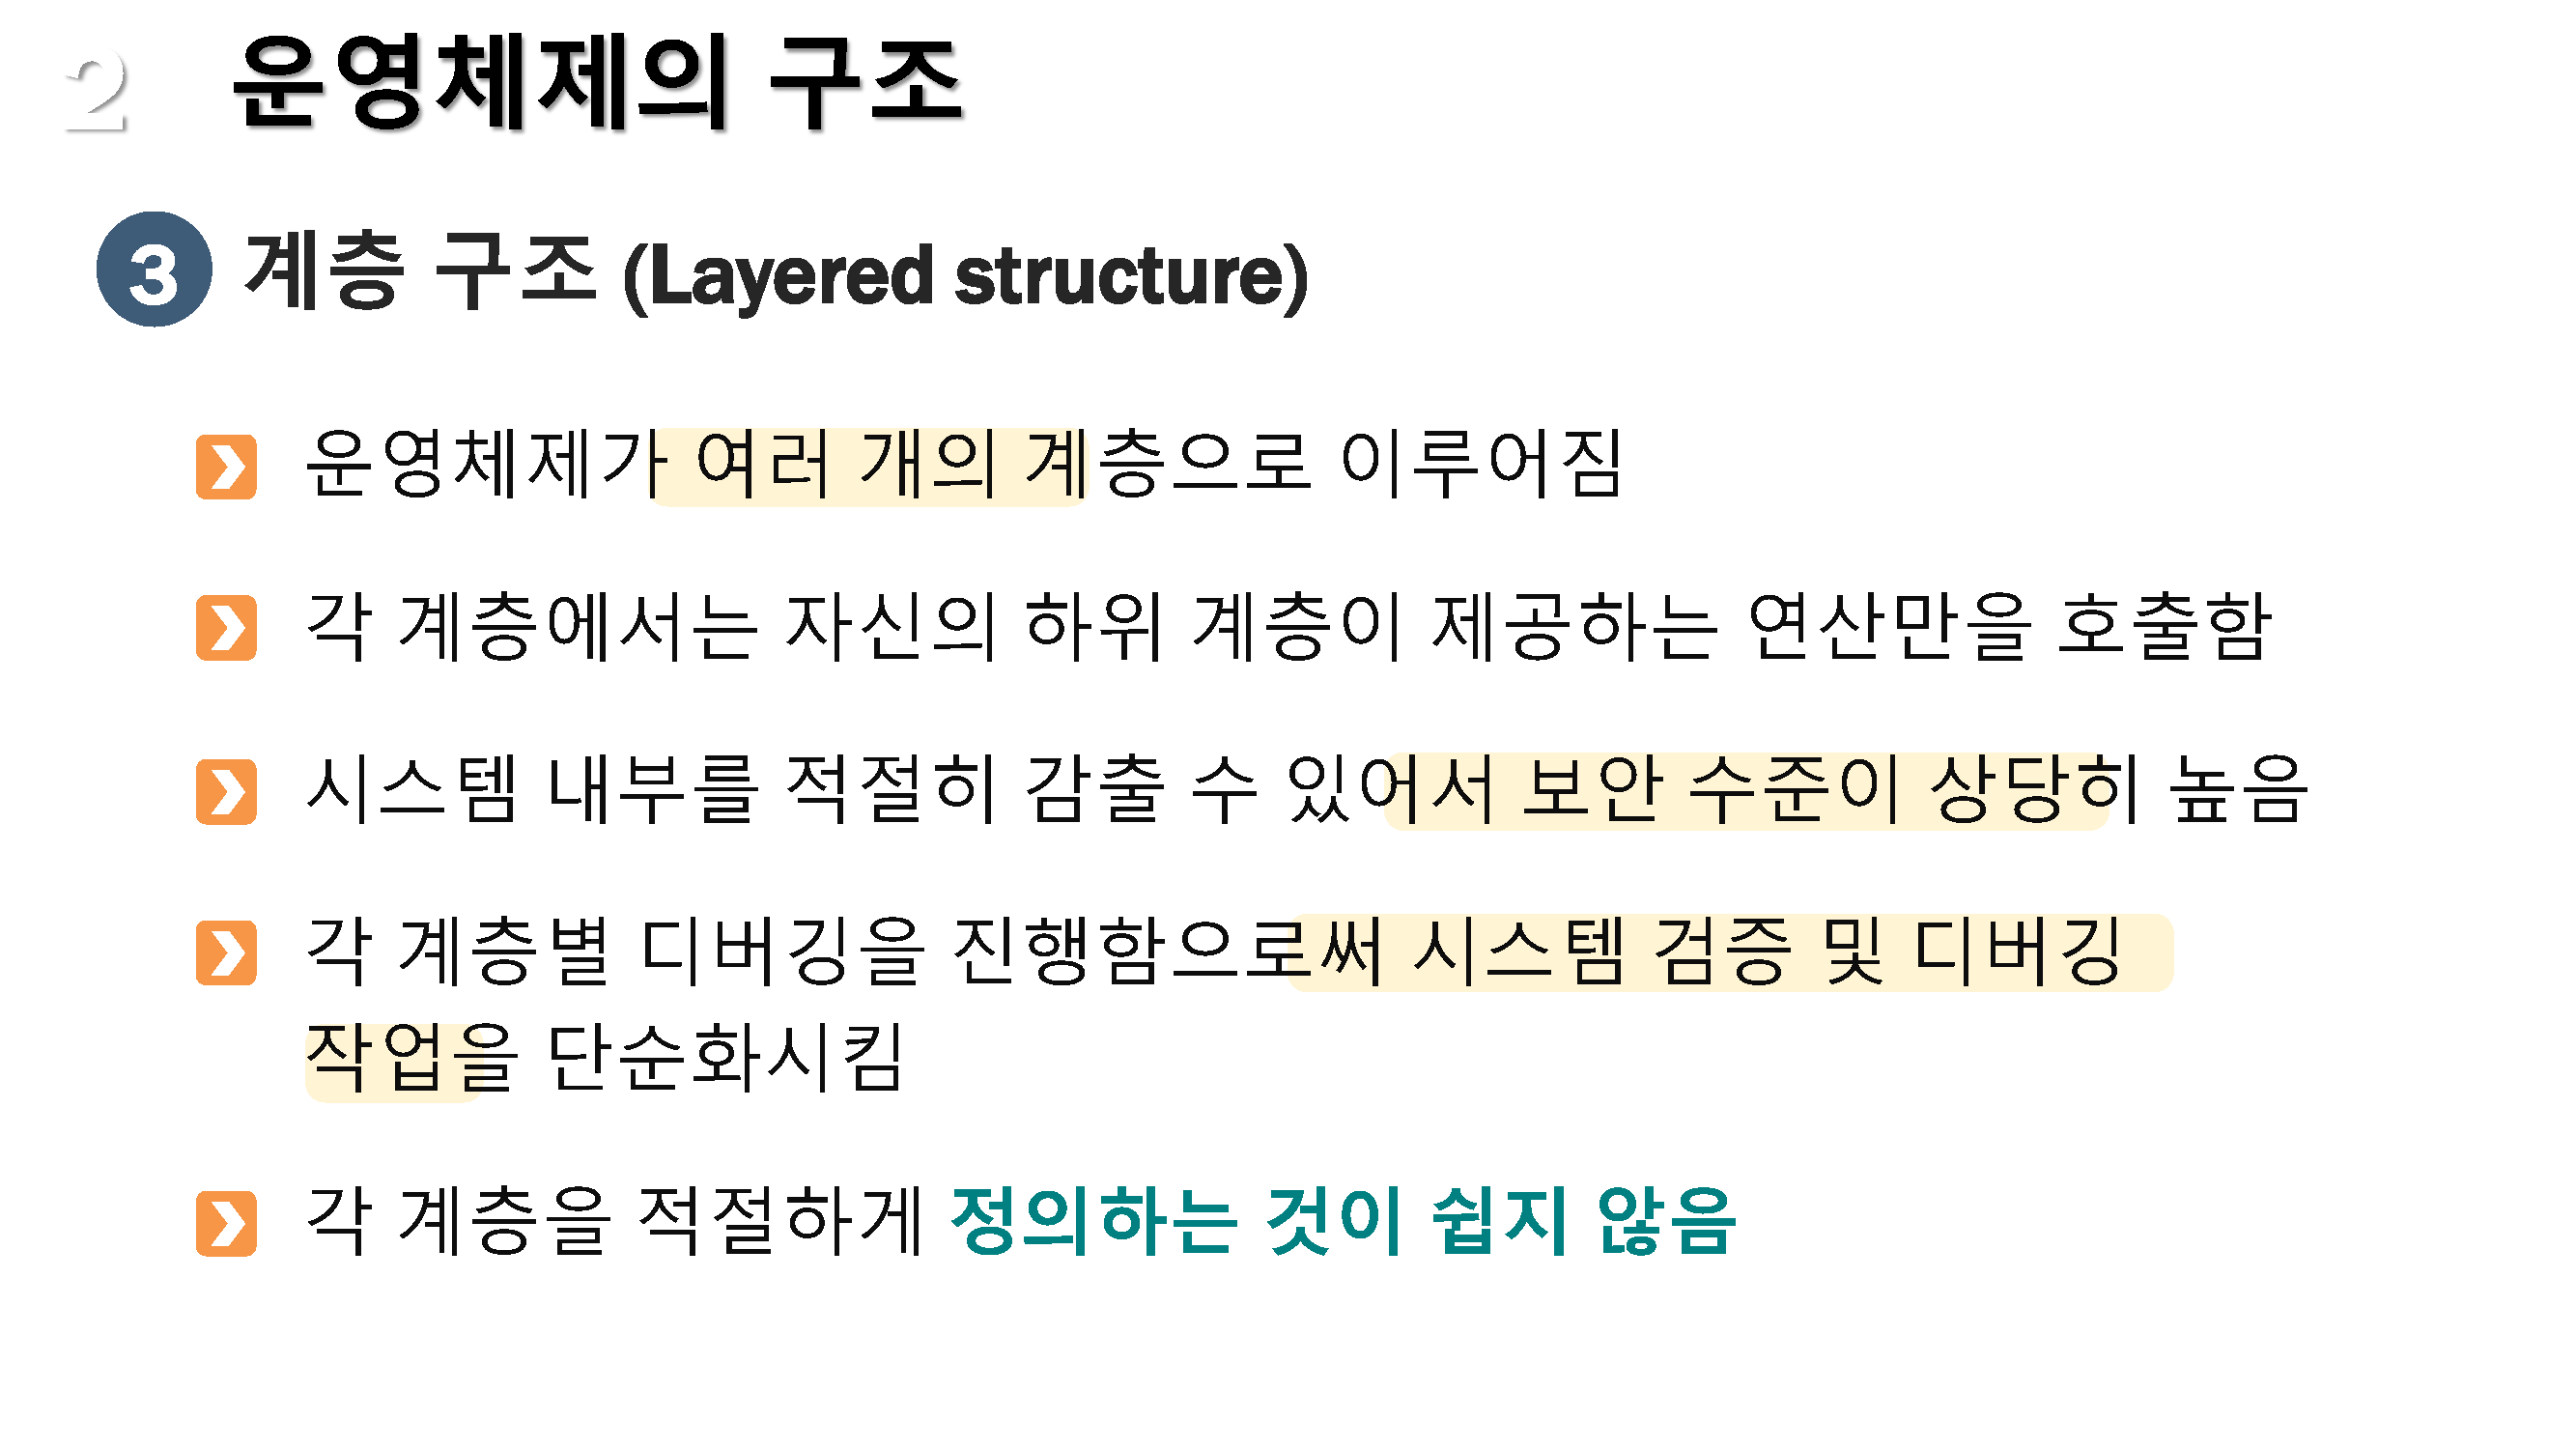 2 운영체제의 구조
3 계층 구조 (Layered structure)
운영체제가 여러 개의 계층으로 이루어짐
각 계층에서는 자신의 하위 계층이 제공하는 연산만을 호출함
시스템 내부를 적절히 감출 수 있어서 보안 수준이 상당히 높음
각 계층별 디버깅을 진행함으로써 시스템 검증 및 디버깅
작업을 단순화시킴
각 계층을 적절하게 정의하는 것이 쉽지 않음